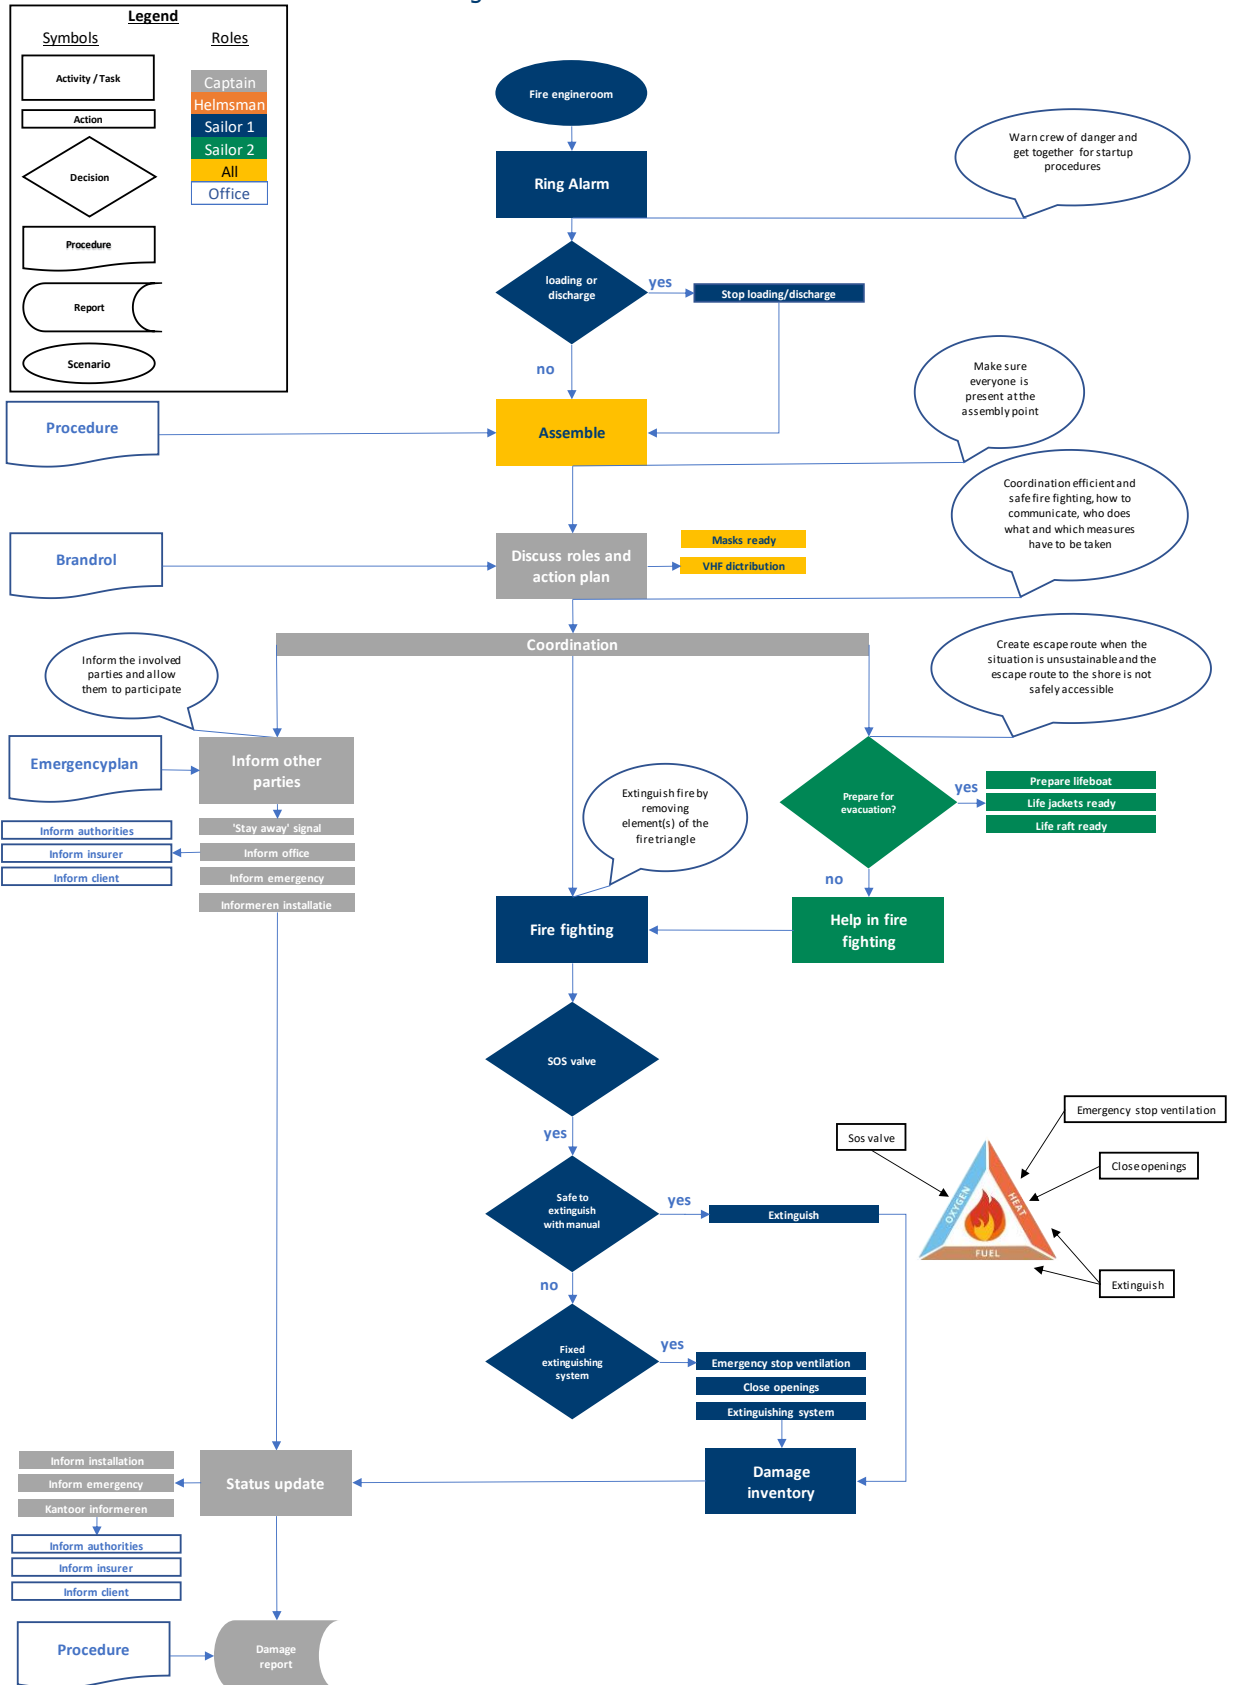 Legend
Symbols
Roles
Activity / Task
Action
Decision
Procedure
Report
Scenario
Captain
Helmsman
Sailor 1
Sailor 2
All
Office
Fire engineroom
Ring Alarm
Warn crew of danger and
get together for startup
procedures
loading or
discharge
yes
Stop loading/discharge
no
Make sure
everyone is
present at the
assembly point
Procedure
Assemble
Coordination efficient and
safe fire fighting, how to
communicate, who does
what and which measures
have to be taken
Brandrol
Discuss roles and
action plan
Masks ready
VHF dictribution
Coordination
Inform the involved
parties and allow
them to participate
Create escape route when the
situation is unsustainable and the
escape route to the shore is not
safely accessible
Emergencyplan
Inform other
parties
Extinguish fire by
removing
element(s) of the
fire triangle
Prepare for
evacuation?
yes
Prepare lifeboat
Life jackets ready
Life raft ready
'Stay away' signal
Inform office
Inform emergency
Informeren installatie
Inform authorities
Inform insurer
Inform client
no
Fire fighting
Help in fire
fighting
SOS valve
yes
Sos valve
Emergency stop ventilation
Close openings
Extinguish
OXYGEN
HEAT
FUEL
Safe to
extinguish
with manual
yes
Extinguish
no
Fixed
extinguishing
system
yes
Emergency stop ventilation
Close openings
Extinguishing system
Damage
inventory
Status update
Inform installation
Inform emergency
Kantoor informeren
Inform authorities
Inform insurer
Inform client
Procedure
Damage
report